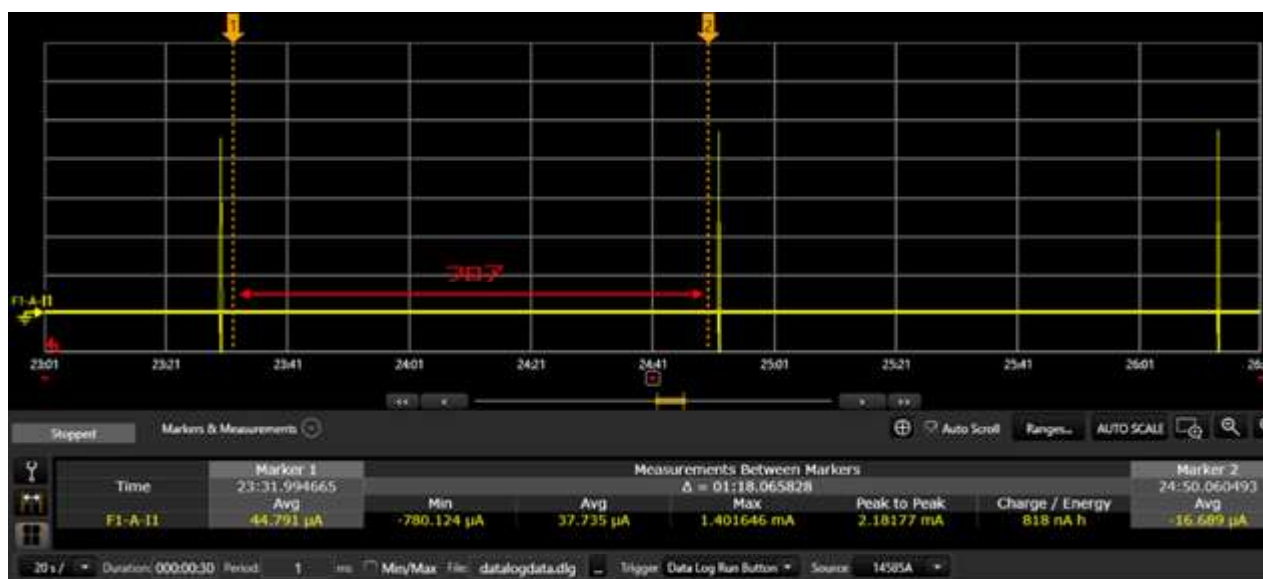 1 2
フロア
F1-A-I1
23:01 23:21 23:41 24:01 24:21 24:41 25:01 25:21 25:41 26:01 26:
<< < > >>
Stopped Markers & Measurements Auto Scroll Ranges... AUTO SCALE
Marker 1 Measurements Between Markers Marker 2
Time 23:31.994665 Δ = 01:18.065828 24:50.060493
Avg Min Avg Max Peak to Peak Charge / Energy Avg
F1-A-I1 44.791 µA -780.124 µA 37.735 µA 1.401646 mA 2.18177 mA 818 nA h -16.689 µA
20 s / Duration: 000:00:30 Period: 1 ms Min/Max File: datalogdata.dlg ... Trigger: Data Log Run Button Source: 14585A